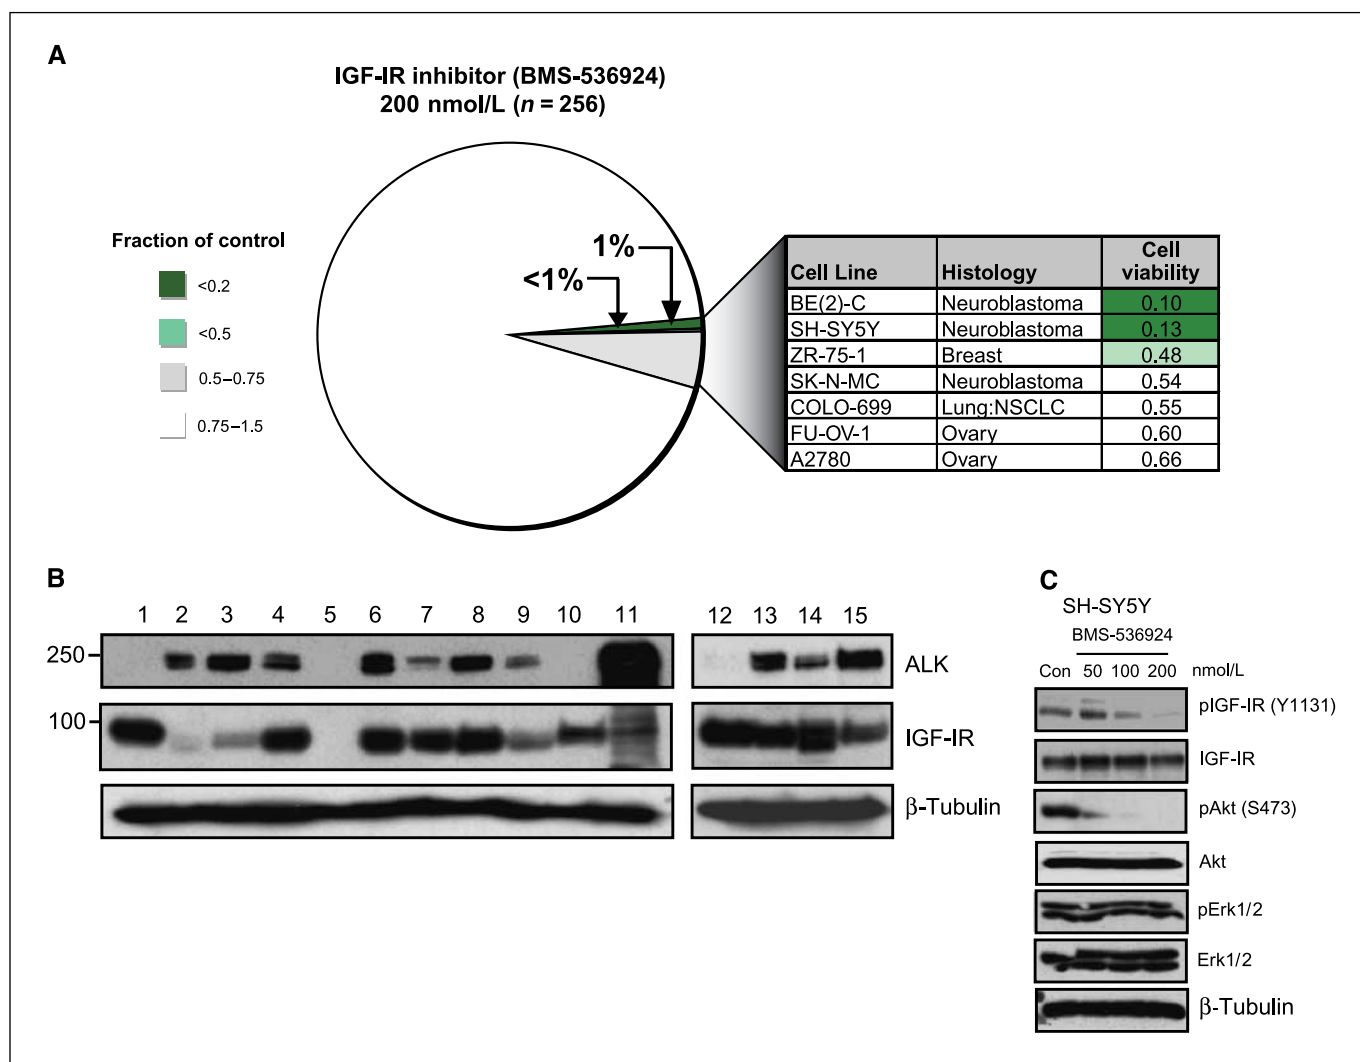 A
IGF-IR inhibitor (BMS-536924)
200 nmol/L (n = 256)
Fraction of control
<0.2
<0.5
0.5–0.75
0.75–1.5
1%
<1%
Cell Line Histology Cell viability
BE(2)-C Neuroblastoma 0.10
SH-SY5Y Neuroblastoma 0.13
ZR-75-1 Breast 0.48
SK-N-MC Neuroblastoma 0.54
COLO-699 Lung:NSCLC 0.55
FU-OV-1 Ovary 0.60
A2780 Ovary 0.66
B
1 2 3 4 5 6 7 8 9 10 11 12 13 14 15
250
ALK
100
IGF-IR
β-Tubulin
C
SH-SY5Y
BMS-536924
Con 50 100 200 nmol/L
pIGF-IR (Y1131)
IGF-IR
pAkt (S473)
Akt
pErk1/2
Erk1/2
β-Tubulin